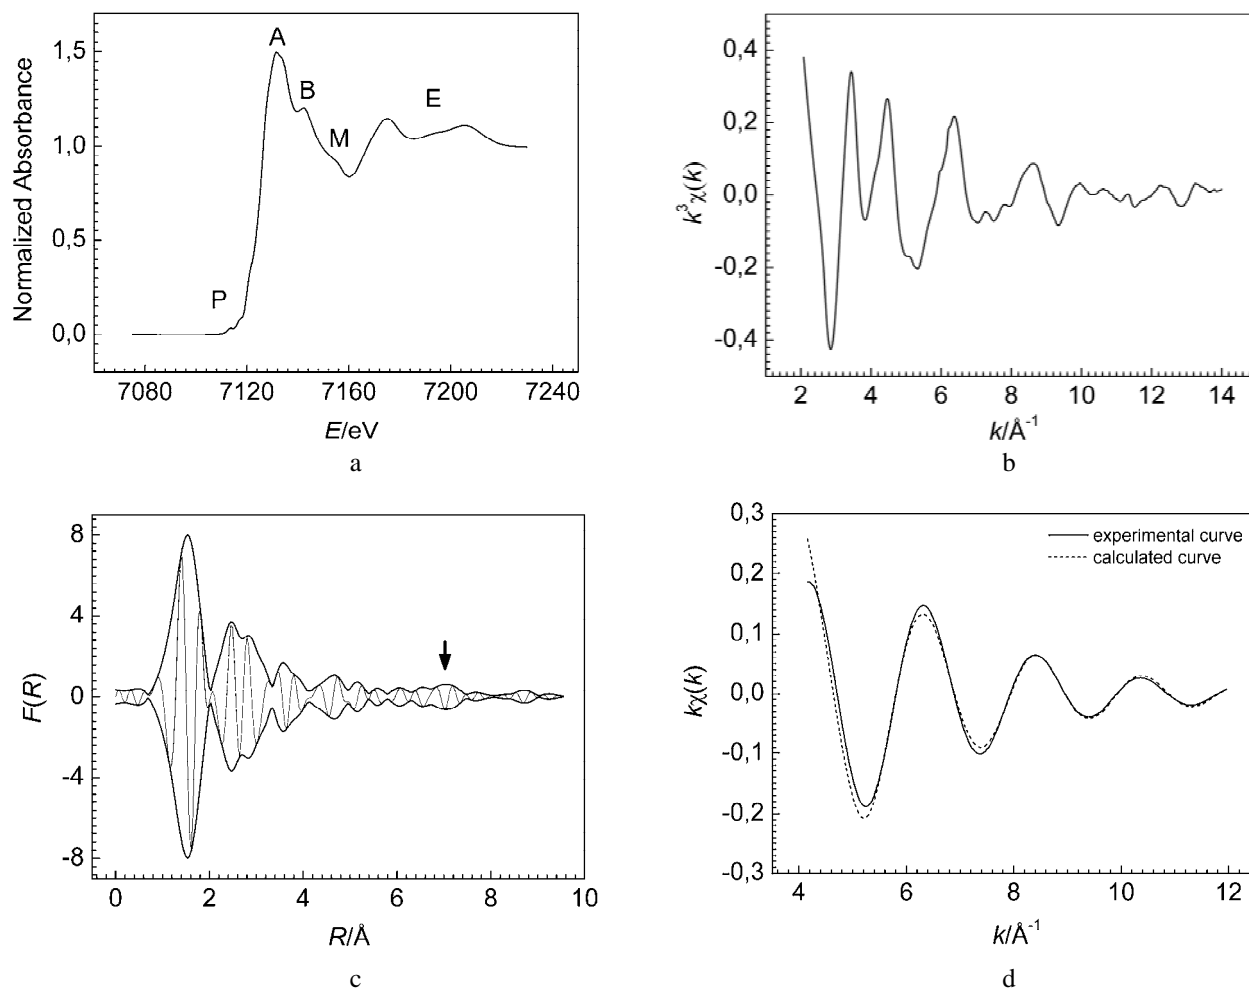 Normalized Absorbance
1,5
1,0
0,5
0,0
P
A
B
M
E
7080 7120 7160 7200 7240
E/eV
a
k³χ(k)
0,4
0,2
0,0
-0,2
-0,4
2 4 6 8 10 12 14
k/Å⁻¹
b
F(R)
8
4
0
-4
-8
0 2 4 6 8 10
R/Å
c
kχ(k)
0,3
0,2
0,1
0,0
-0,1
-0,2
-0,3
experimental curve
calculated curve
4 6 8 10 12
k/Å⁻¹
d